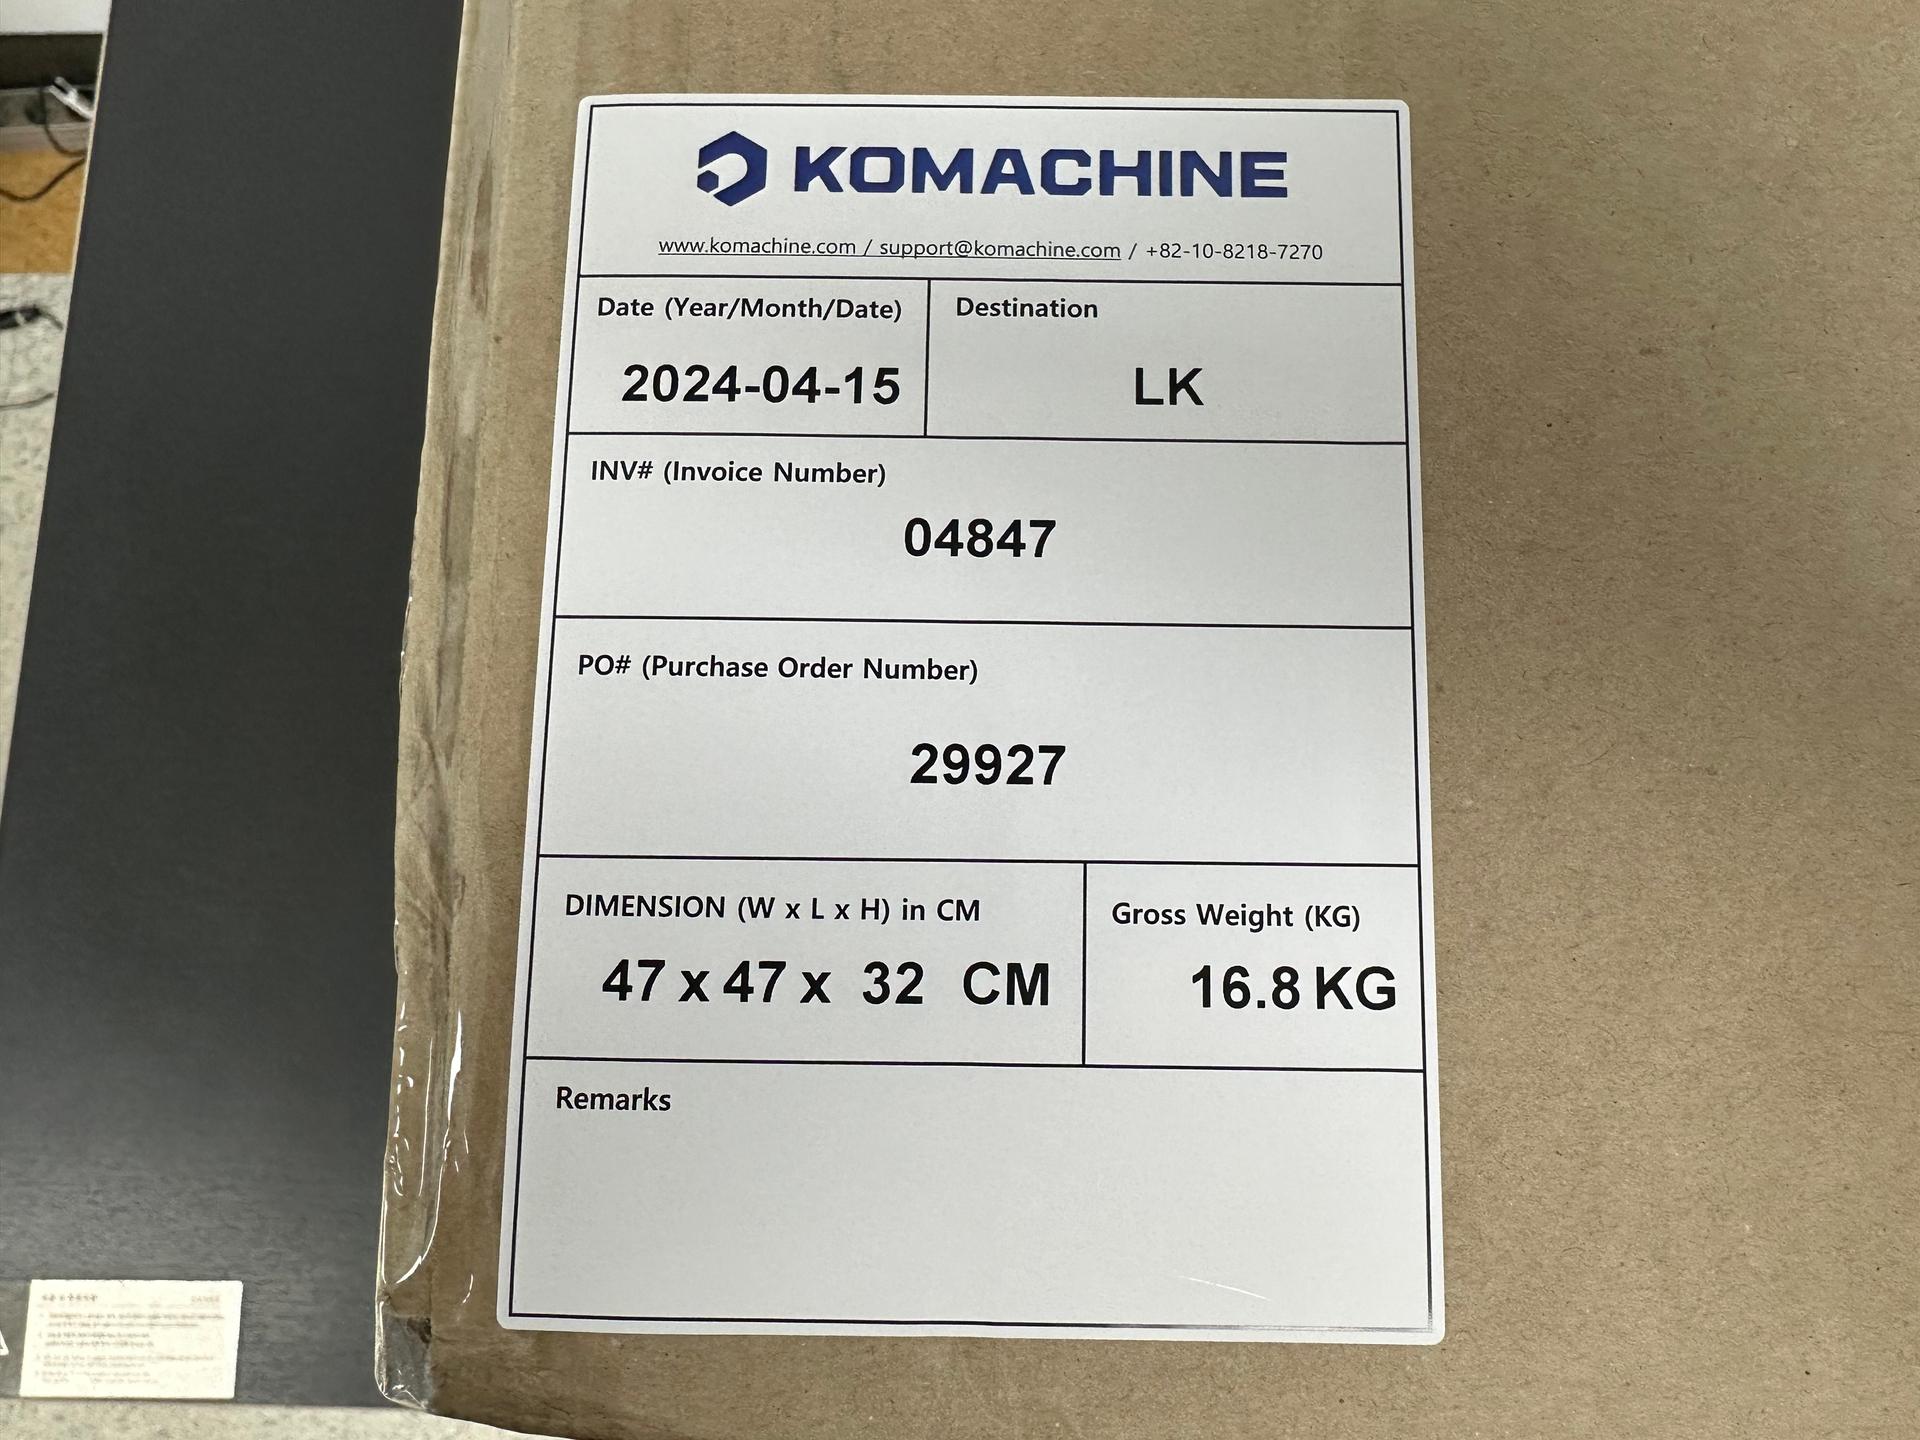 KOMACHINE
www.komachine.com / support@komachine.com / +82-10-8218-7270
Date (Year/Month/Date)
2024-04-15
Destination
LK
INV# (Invoice Number)
04847
PO# (Purchase Order Number)
29927
DIMENSION (W x L x H) in CM
47 x 47 x 32 CM
Gross Weight (KG)
16.8 KG
Remarks